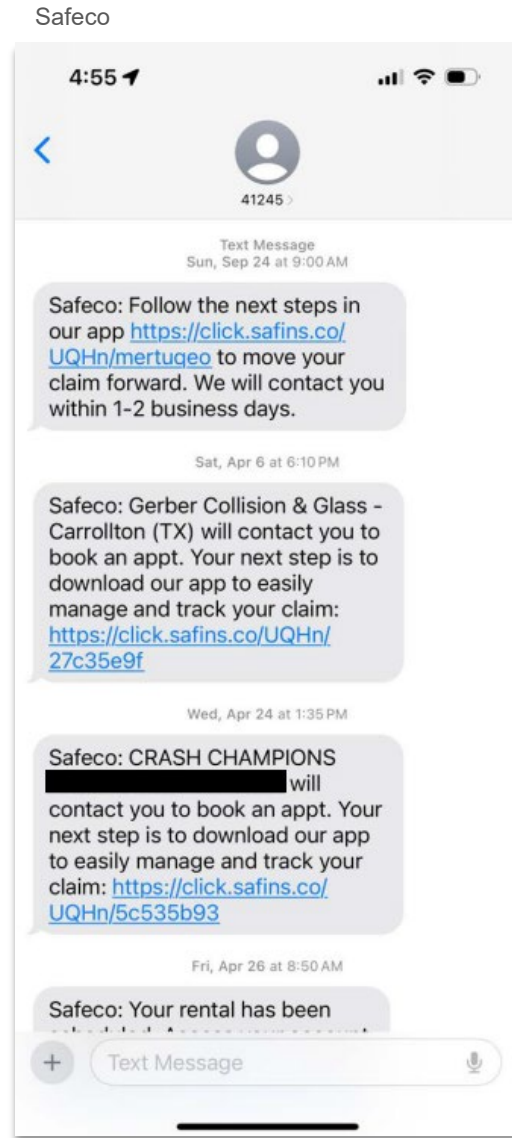 Safeco
4:55
41245 >
Text Message
Sun, Sep 24 at 9:00 AM
Safeco: Follow the next steps in
our app https://click.safins.co/
UQHn/mertuqeo to move your
claim forward. We will contact you
within 1-2 business days.
Sat, Apr 6 at 6:10 PM
Safeco: Gerber Collision & Glass -
Carrollton (TX) will contact you to
book an appt. Your next step is to
download our app to easily
manage and track your claim:
https://click.safins.co/UQHn/
27c35e9f
Wed, Apr 24 at 1:35 PM
Safeco: CRASH CHAMPIONS
will
contact you to book an appt. Your
next step is to download our app
to easily manage and track your
claim: https://click.safins.co/
UQHn/5c535b93
Fri, Apr 26 at 8:50 AM
Safeco: Your rental has been
Text Message